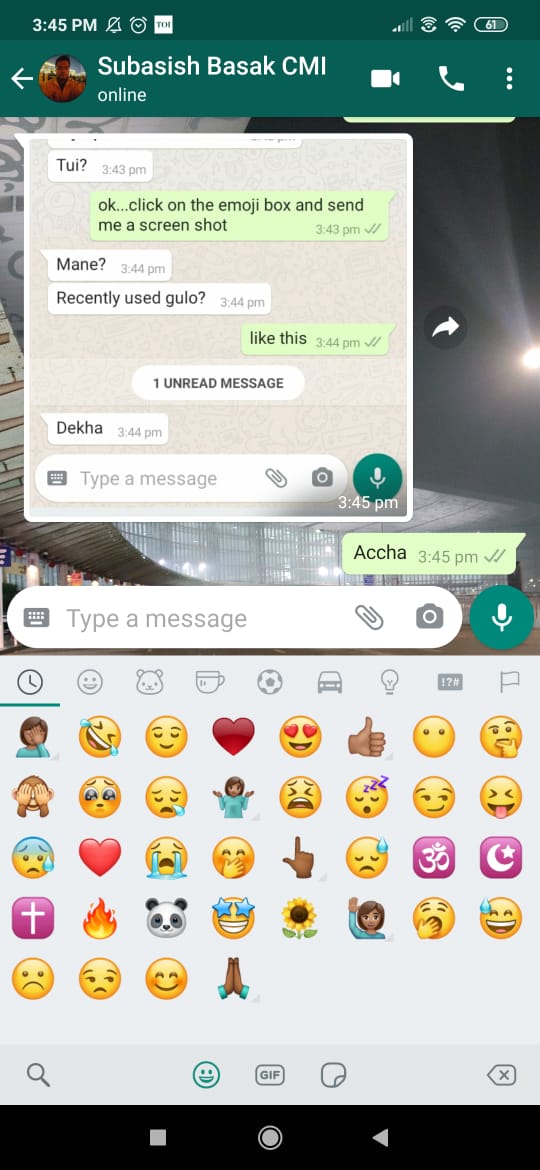 3:45 PM
TOI
61
Subasish Basak CMI
online
Tui? 3:43 pm
ok...click on the emoji box and send
me a screen shot
3:43 pm
Mane? 3:44 pm
Recently used gulo? 3:44 pm
like this 3:44 pm
1 UNREAD MESSAGE
Dekha 3:44 pm
Type a message
3:45 pm
Accha 3:45 pm
Type a message
!?#
GIF